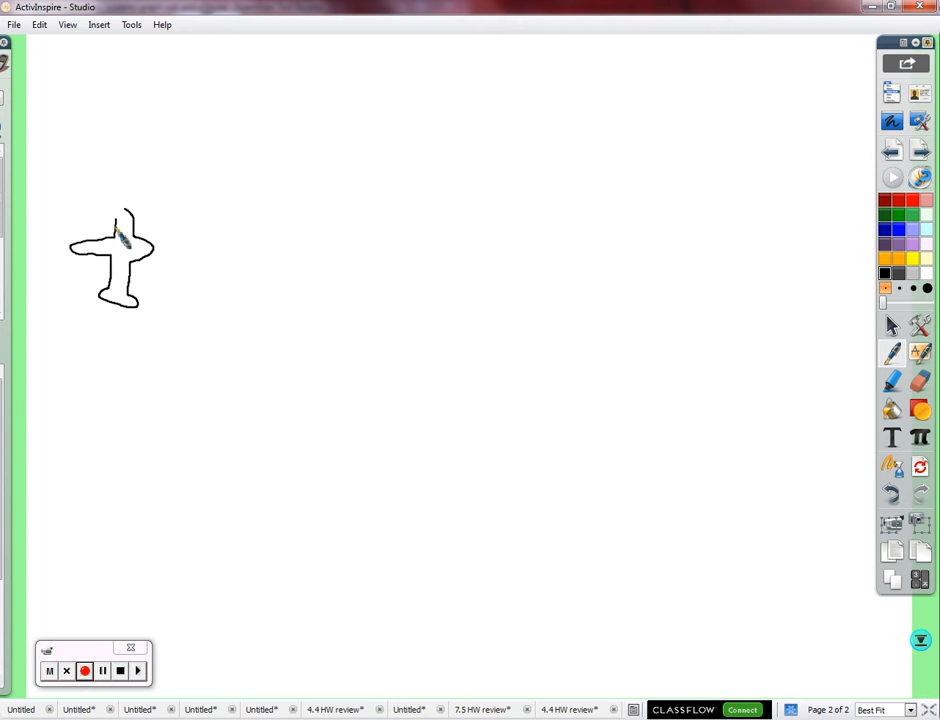 ActivInspire - Studio
File Edit View Insert Tools Help
T π
M
Untitled Untitled* Untitled* Untitled* Untitled* 4.4 HW review* Untitled* 7.5 HW review* 4.4 HW review* CLASSFLOW Connect Page 2 of 2 Best Fit